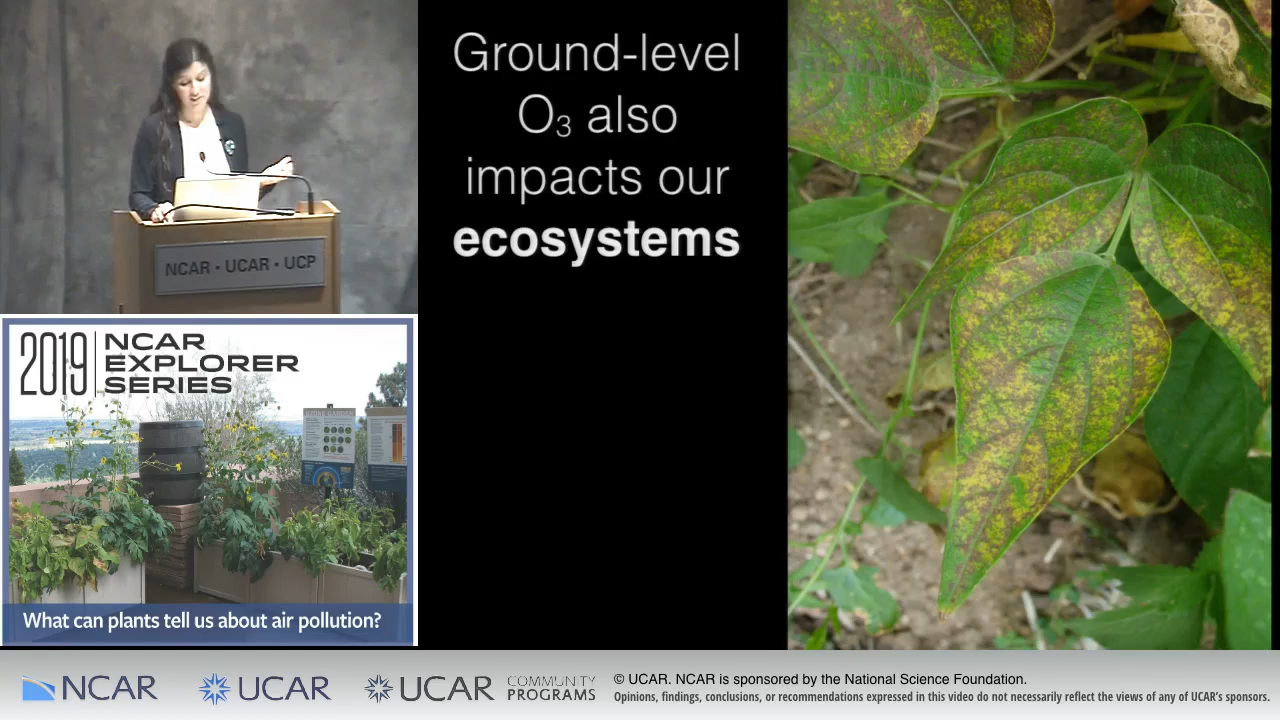 Ground-level
O₃ also
impacts our
ecosystems
NCAR • UCAR • UCP
2019 NCAR
EXPLORER
SERIES
What can plants tell us about air pollution?
NCAR
UCAR
UCAR COMMUNITY
PROGRAMS
© UCAR. NCAR is sponsored by the National Science Foundation.
Opinions, findings, conclusions, or recommendations expressed in this video do not necessarily reflect the views of any of UCAR's sponsors.